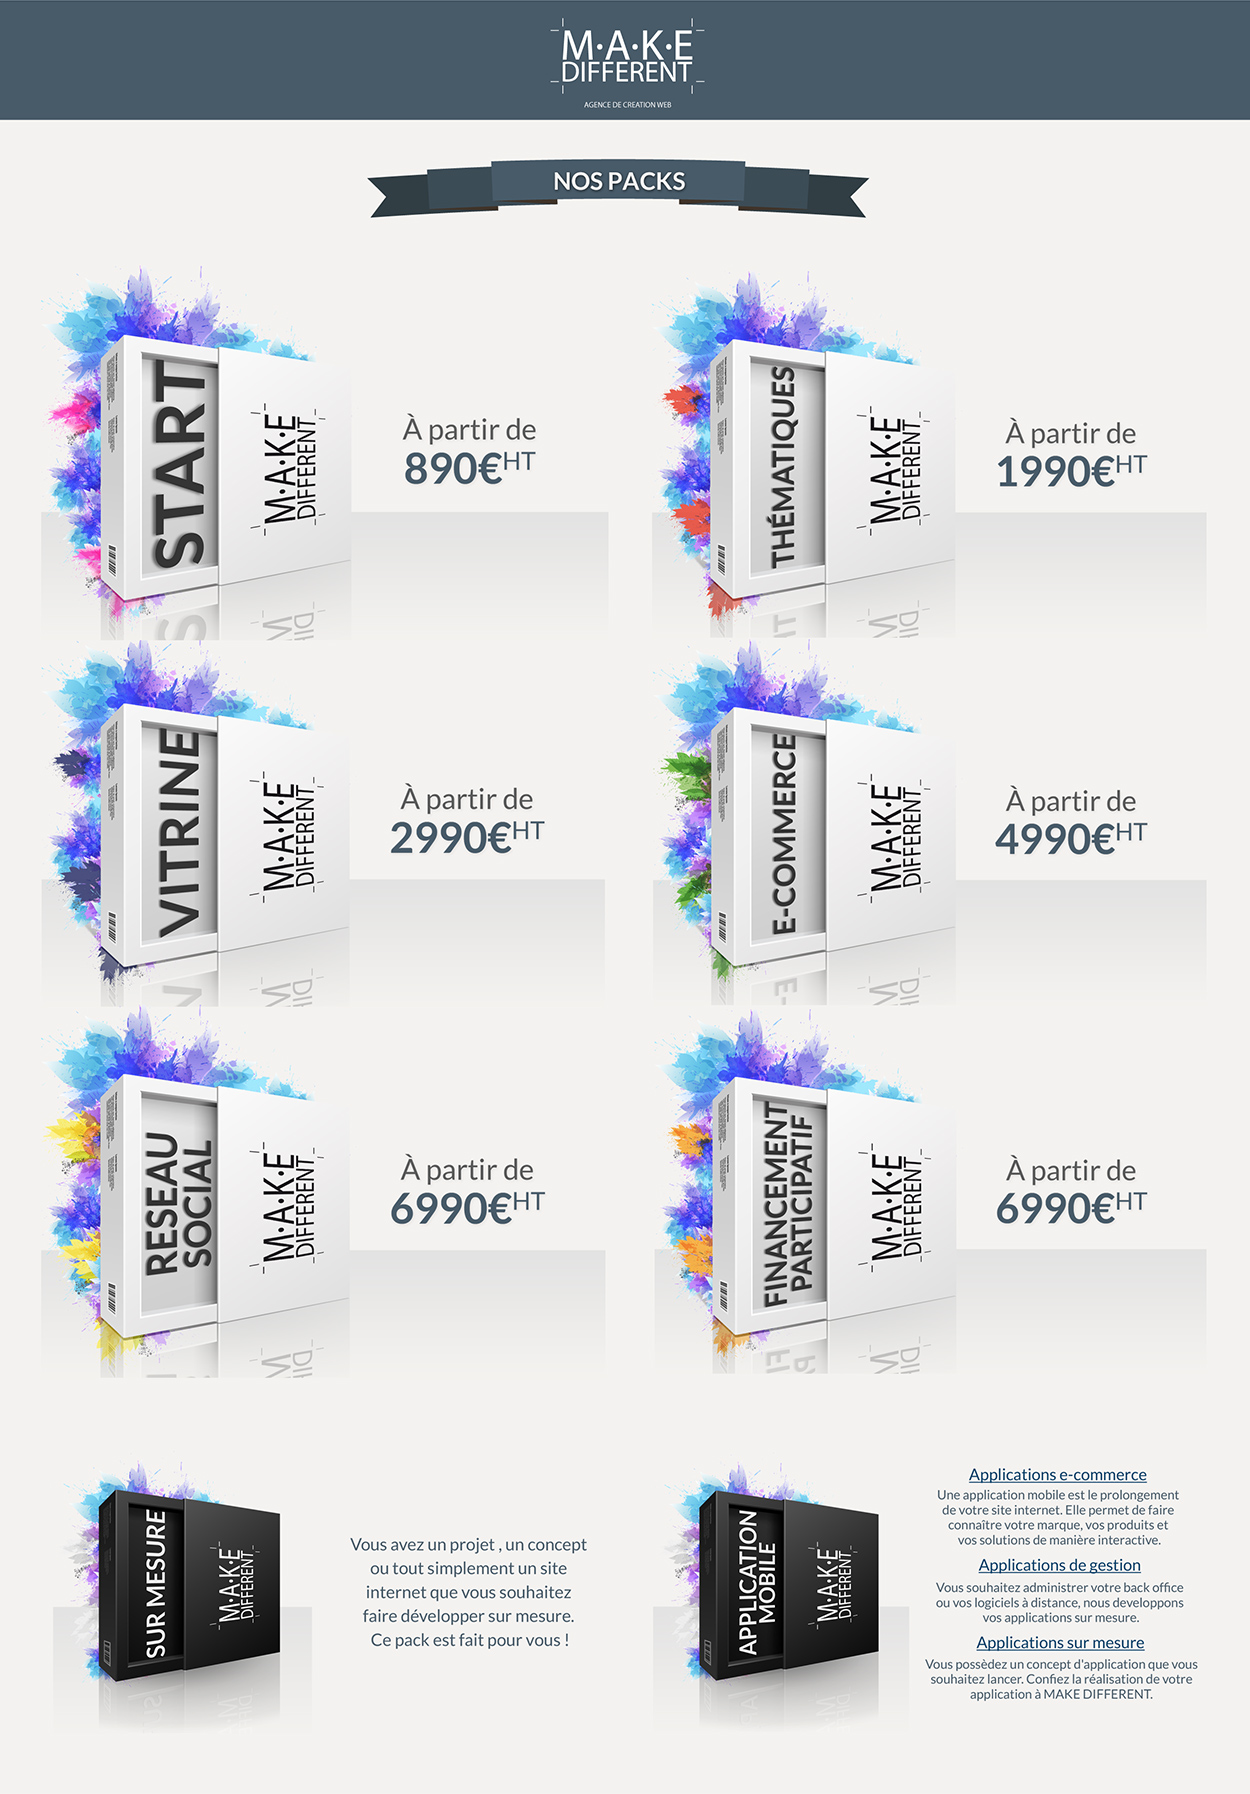 M·A·K·E
DIFFERENT
AGENCE DE CREATION WEB
NOS PACKS
START
M·A·K·E
DIFFERENT
À partir de
890€HT
THÉMATIQUES
M·A·K·E
DIFFERENT
À partir de
1990€HT
VITRINE
M·A·K·E
DIFFERENT
À partir de
2990€HT
E-COMMERCE
M·A·K·E
DIFFERENT
À partir de
4990€HT
RESEAU
SOCIAL
M·A·K·E
DIFFERENT
À partir de
6990€HT
FINANCEMENT
PARTICIPATIF
M·A·K·E
DIFFERENT
À partir de
6990€HT
SUR MESURE
M·A·K·E
DIFFERENT
Vous avez un projet , un concept
ou tout simplement un site
internet que vous souhaitez
faire développer sur mesure.
Ce pack est fait pour vous !
APPLICATION
MOBILE
M·A·K·E
DIFFERENT
Applications e-commerce
Une application mobile est le prolongement
de votre site internet. Elle permet de faire
connaître votre marque, vos produits et
vos solutions de manière interactive.
Applications de gestion
Vous souhaitez administrer votre back office
ou vos logiciels à distance, nous developpons
vos applications sur mesure.
Applications sur mesure
Vous possèdez un concept d'application que vous
souhaitez lancer. Confiez la réalisation de votre
application à MAKE DIFFERENT.